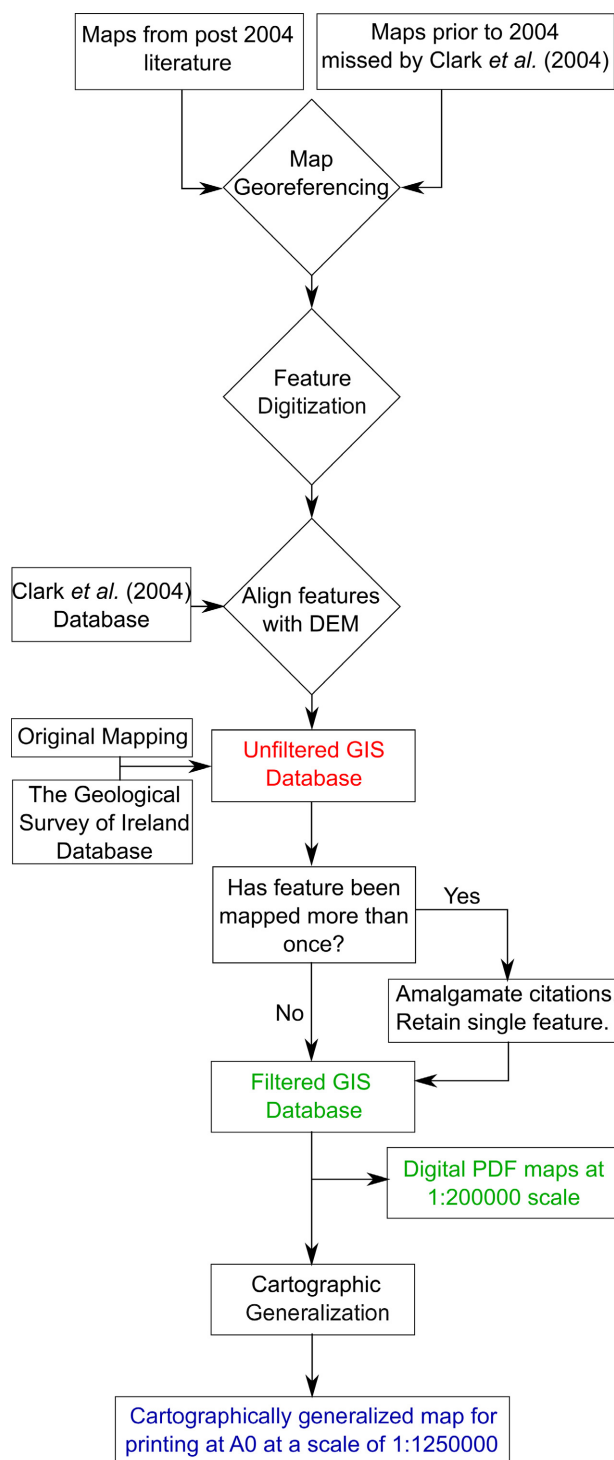 Maps from post 2004
literature
Maps prior to 2004
missed by Clark et al. (2004)
Map
Georeferencing
Feature
Digitization
Clark et al. (2004)
Database
Align features
with DEM
Original Mapping
The Geological
Survey of Ireland
Database
Unfiltered GIS
Database
Has feature been
mapped more than
once?
Yes
Amalgamate citations
Retain single feature.
No
Filtered GIS
Database
Digital PDF maps at
1:200000 scale
Cartographic
Generalization
Cartographically generalized map for
printing at A0 at a scale of 1:1250000